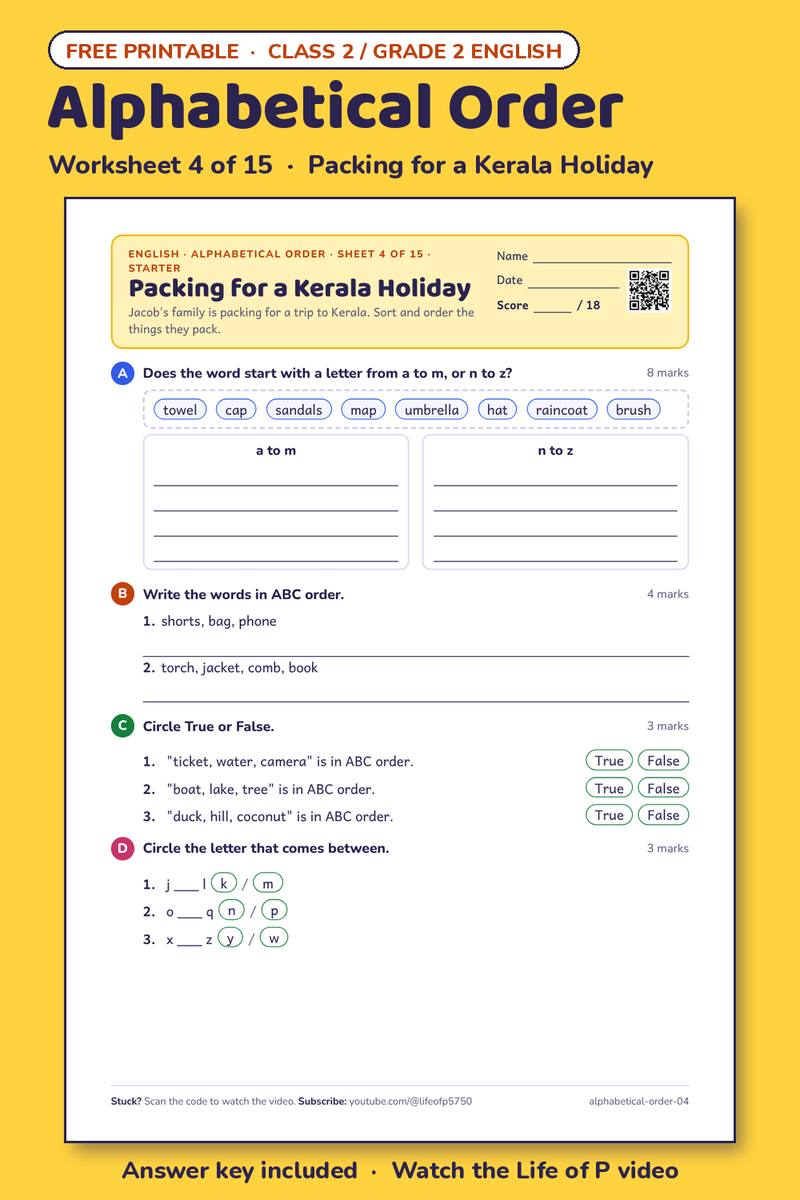 FREE PRINTABLE · CLASS 2 / GRADE 2 ENGLISH
Alphabetical Order
Worksheet 4 of 15 · Packing for a Kerala Holiday
ENGLISH · ALPHABETICAL ORDER · SHEET 4 OF 15 ·
STARTER
Packing for a Kerala Holiday
Jacob's family is packing for a trip to Kerala. Sort and order the
things they pack.
Name ____
Date ____
Score ____ / 18
A Does the word start with a letter from a to m, or n to z? 8 marks
towel cap sandals map umbrella hat raincoat brush
a to m n to z
B Write the words in ABC order. 4 marks
1. shorts, bag, phone
2. torch, jacket, comb, book
C Circle True or False. 3 marks
1. "ticket, water, camera" is in ABC order. True False
2. "boat, lake, tree" is in ABC order. True False
3. "duck, hill, coconut" is in ABC order. True False
D Circle the letter that comes between. 3 marks
1. j ____ l k / m
2. o ____ q n / p
3. x ____ z y / w
Stuck? Scan the code to watch the video. Subscribe: youtube.com/@lifeofp5750 alphabetical-order-04
Answer key included · Watch the Life of P video